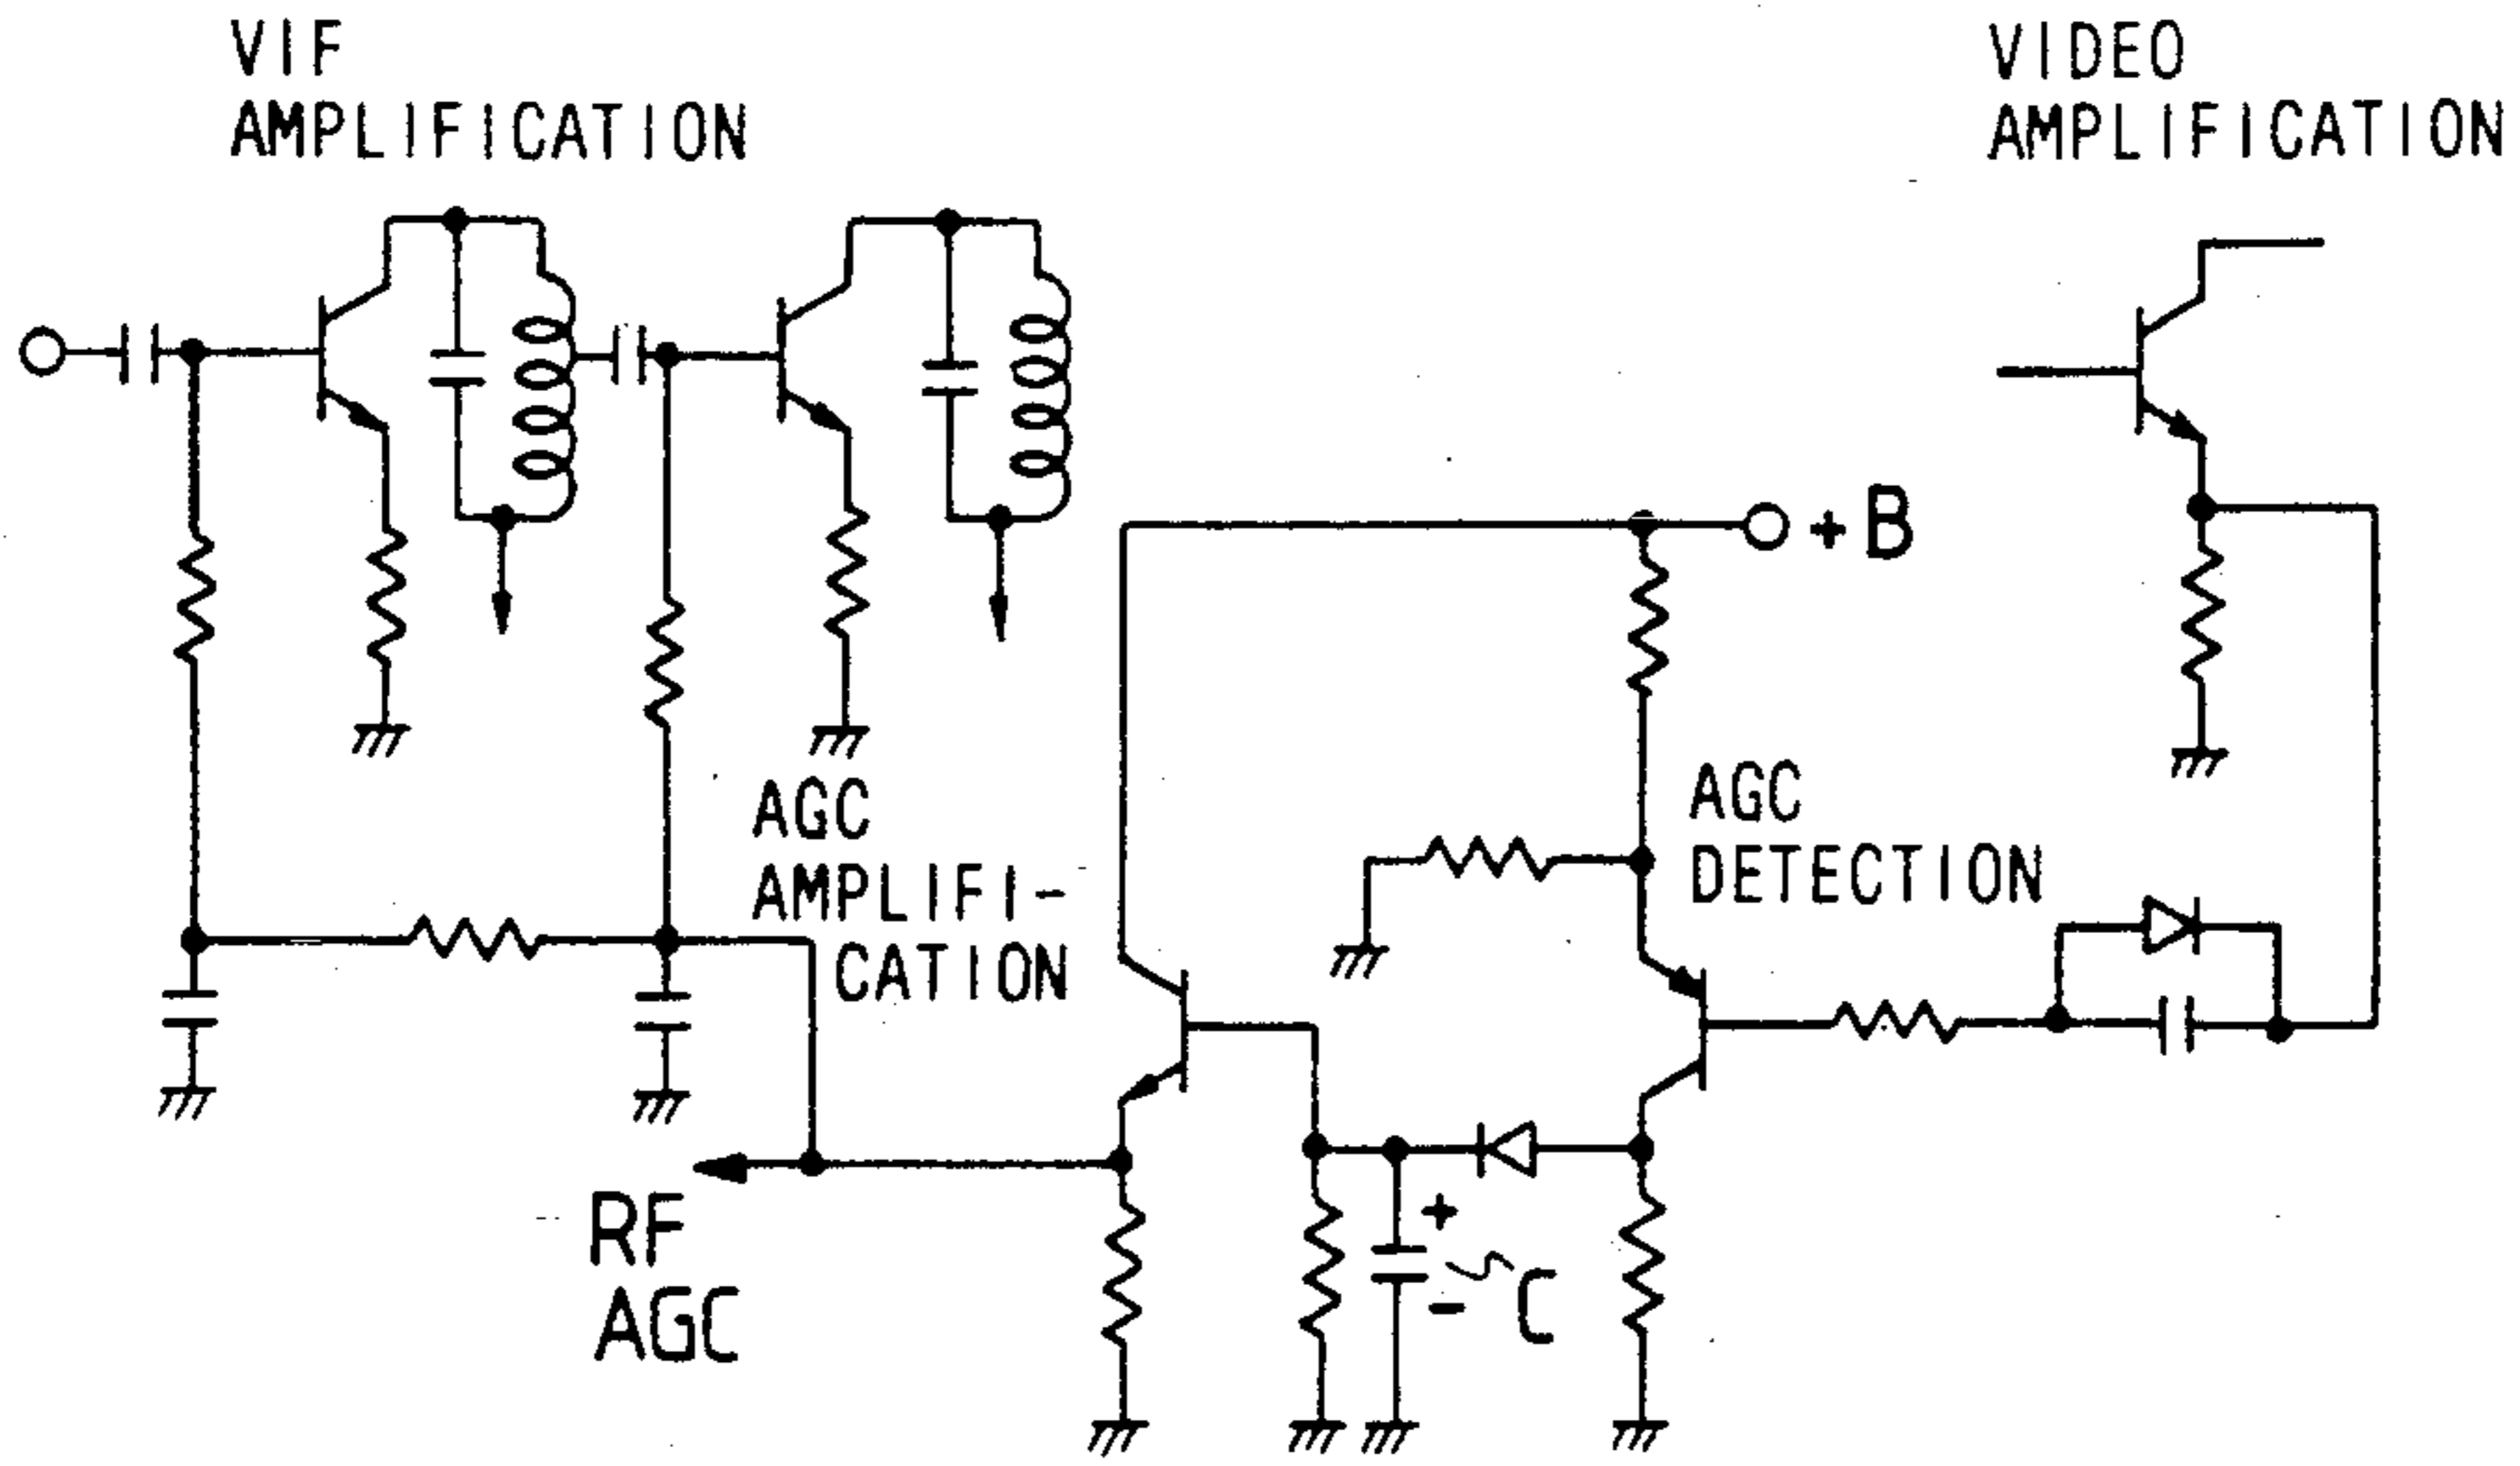 VIF
AMPLIFICATION
VIDEO
AMPLIFICATION
+B
AGC
DETECTION
AGC
AMPLIFI-
CATION
RF
AGC
+
-
C